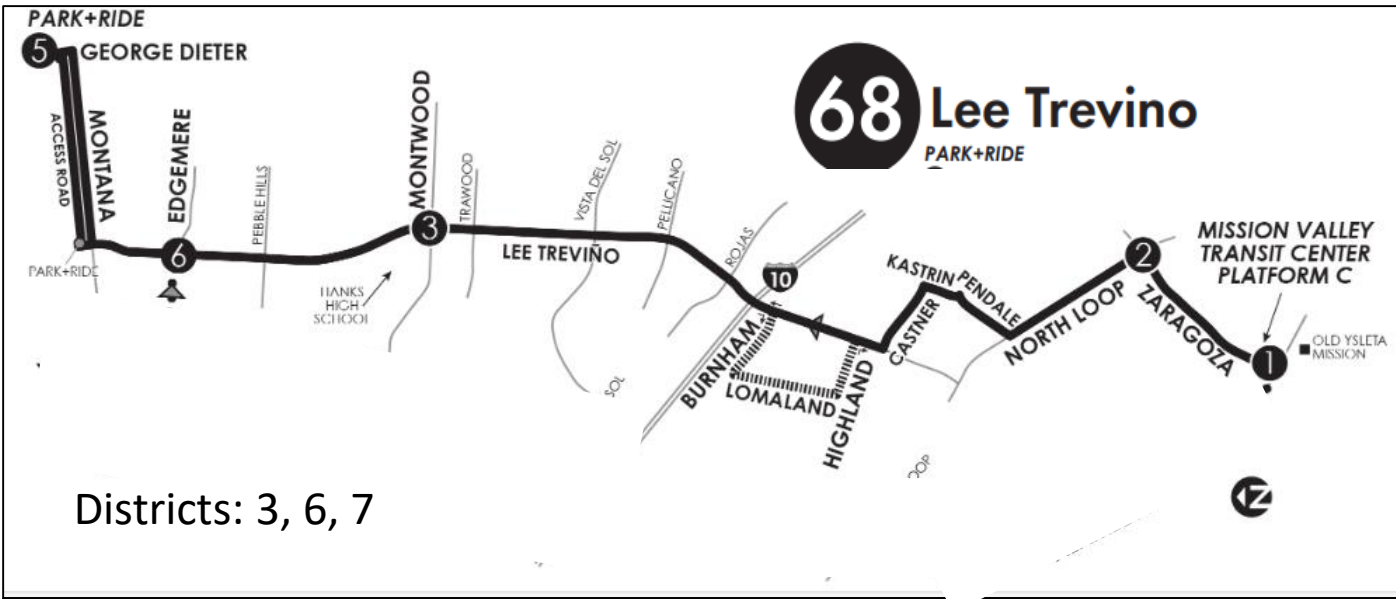 PARK+RIDE
5
GEORGE DIETER
ACCESS ROAD
MONTANA
PARK+RIDE
EDGEMERE
6
PEBBLE HILLS
HANKS
HIGH
SCHOOL
MONTWOOD
3
TRAWOOD
LEE TREVIÑO
VISTA DEL SOL
SOL
PELLICANO
ROJAS
10
BURNHAM
LOMALAND
HIGHLAND
CASTNER
KASTRIN
PENDALE
OOP
NORTH LOOP
2
ZARAGOZA
1
MISSION VALLEY
TRANSIT CENTER
PLATFORM C
OLD YSLETA
MISSION
68 Lee Trevino
PARK+RIDE
Z
Districts: 3, 6, 7